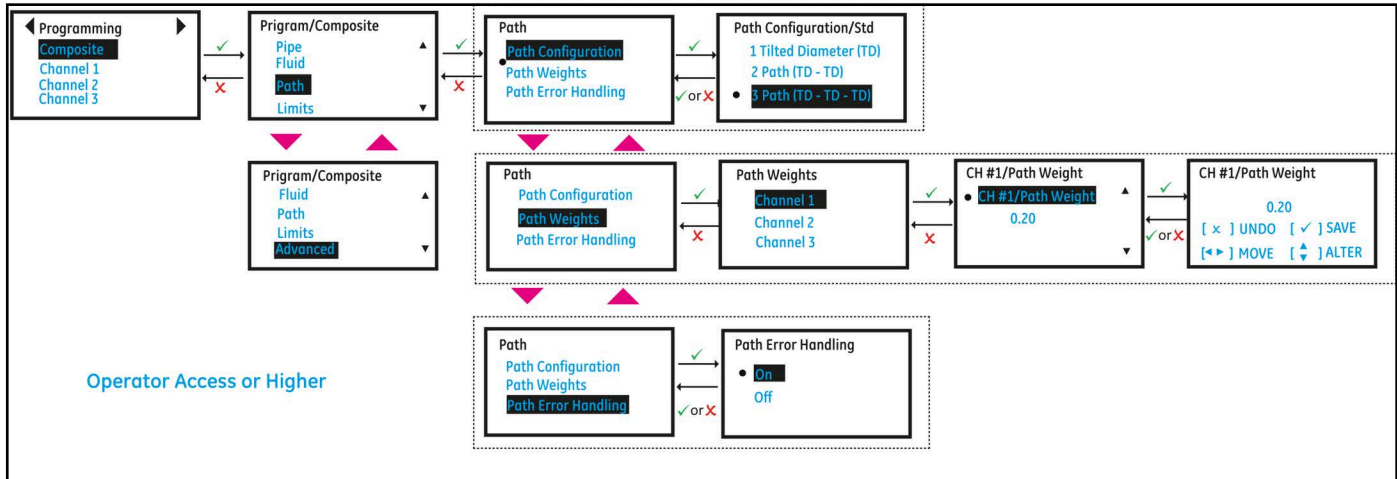 Programming
Composite
Channel 1
Channel 2
Channel 3
Prigram/Composite
Pipe
Fluid
Path
Limits
Path
Path Configuration
Path Weights
Path Error Handling
✓or✗
Path Configuration/Std
1 Tilted Diameter (TD)
2 Path (TD - TD)
3 Path (TD - TD - TD)
Prigram/Composite
Fluid
Path
Limits
Advanced
Path
Path Configuration
Path Weights
Path Error Handling
Path Weights
Channel 1
Channel 2
Channel 3
CH #1/Path Weight
CH #1/Path Weight
0.20
✓or✗
CH #1/Path Weight
0.20
[ x ] UNDO [ ✓ ] SAVE
[◄ ►] MOVE [▲▼] ALTER
Path
Path Configuration
Path Weights
Path Error Handling
✓or✗
Path Error Handling
On
Off
Operator Access or Higher